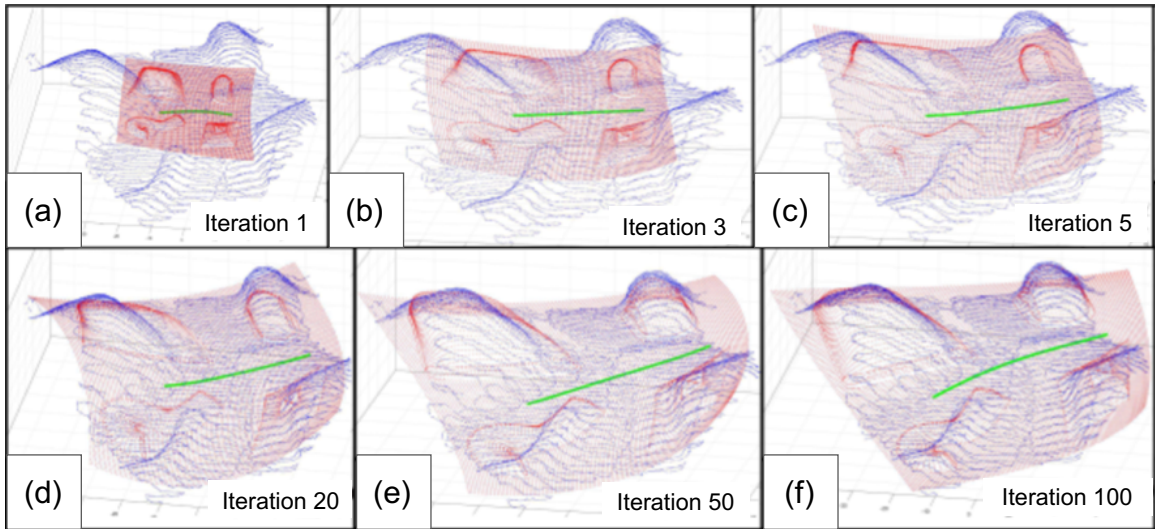 (a)
Iteration 1
(b)
Iteration 3
(c)
Iteration 5
(d)
Iteration 20
(e)
Iteration 50
(f)
Iteration 100